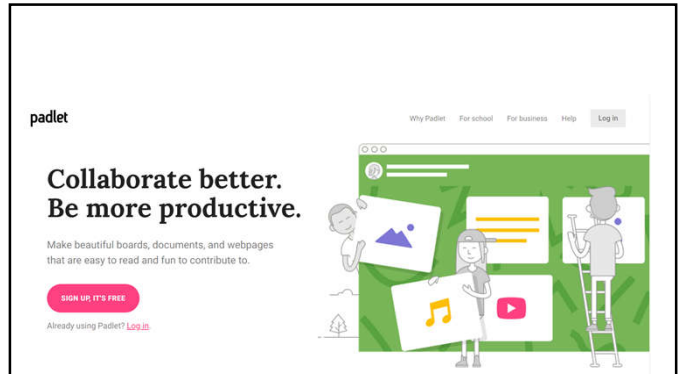 padlet
Why Padlet For school For business Help Log in
Collaborate better.
Be more productive.
Make beautiful boards, documents, and webpages
that are easy to read and fun to contribute to.
SIGN UP, IT'S FREE
Already using Padlet? Log in.